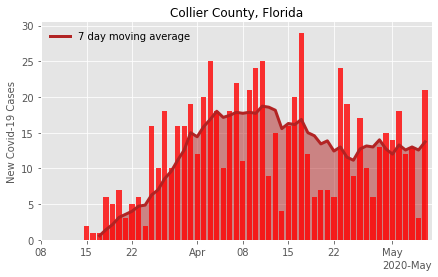 Collier County, Florida
7 day moving average
New Covid-19 Cases
30
25
20
15
10
5
0
08 15 22 Apr 08 15 22 May
2020-May